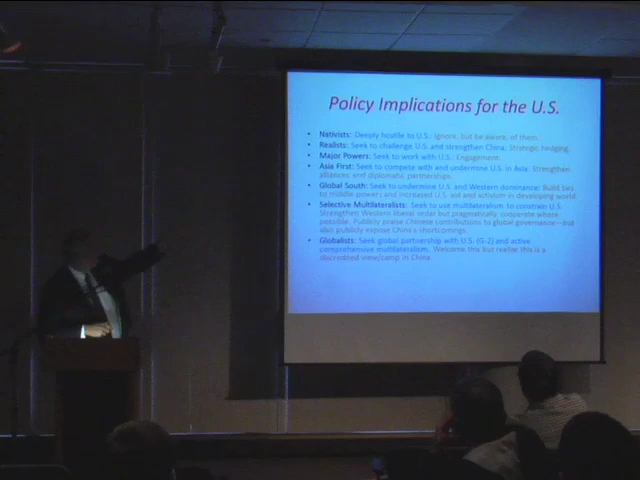 Policy Implications for the U.S.
• Nativists: Deeply hostile to U.S.: Ignore, but be aware, of them.
• Realists: Seek to challenge U.S. and strengthen China: Strategic hedging.
• Major Powers: Seek to work with U.S.: Engagement.
• Asia First: Seek to compete with and undermine U.S. in Asia: Strengthen
alliances and diplomatic partnerships.
• Global South: Seek to undermine U.S. and Western dominance: Build ties
to middle powers and increased U.S. aid and activism in developing world.
• Selective Multilateralists: Seek to use multilateralism to constrain U.S.
Strengthen Western liberal order but pragmatically cooperate where
possible. Publicly praise Chinese contributions to global governance—but
also publicly expose China's shortcomings.
• Globalists: Seek global partnership with U.S. (G-2) and active
comprehensive multilateralism. Welcome this but realize this is a
discredited view/camp in China.